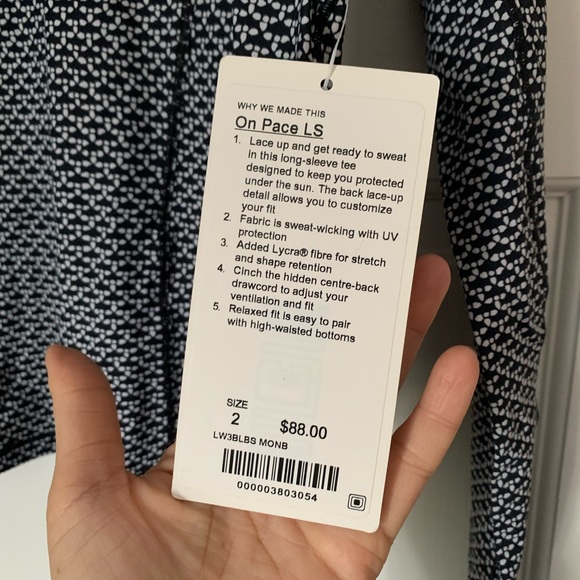 WHY WE MADE THIS
On Pace LS
1. Lace up and get ready to sweat
in this long-sleeve tee
designed to keep you protected
under the sun. The back lace-up
detail allows you to customize
your fit
2. Fabric is sweat-wicking with UV
protection
3. Added Lycra® fibre for stretch
and shape retention
4. Cinch the hidden centre-back
drawcord to adjust your
ventilation and fit
5. Relaxed fit is easy to pair
with high-waisted bottoms
SIZE
2 $88.00
LW3BLBS MONB
000003803054